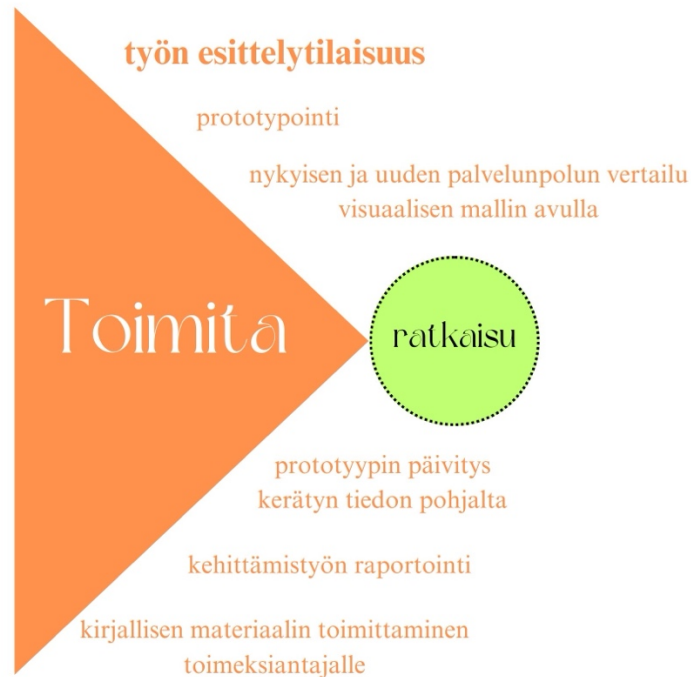 työn esittelytilaisuus
prototypointi
nykyisen ja uuden palvelunpolun vertailu
visuaalisen mallin avulla
Toimita
ratkaisu
prototyypin päivitys
kerätyn tiedon pohjalta
kehittämistyön raportointi
kirjallisen materiaalin toimittaminen
toimeksiantajalle